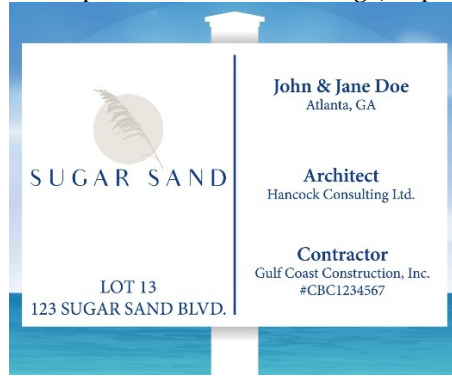 SUGAR SAND
LOT 13
123 SUGAR SAND BLVD.
John & Jane Doe
Atlanta, GA
Architect
Hancock Consulting Ltd.
Contractor
Gulf Coast Construction, Inc.
#CBC1234567